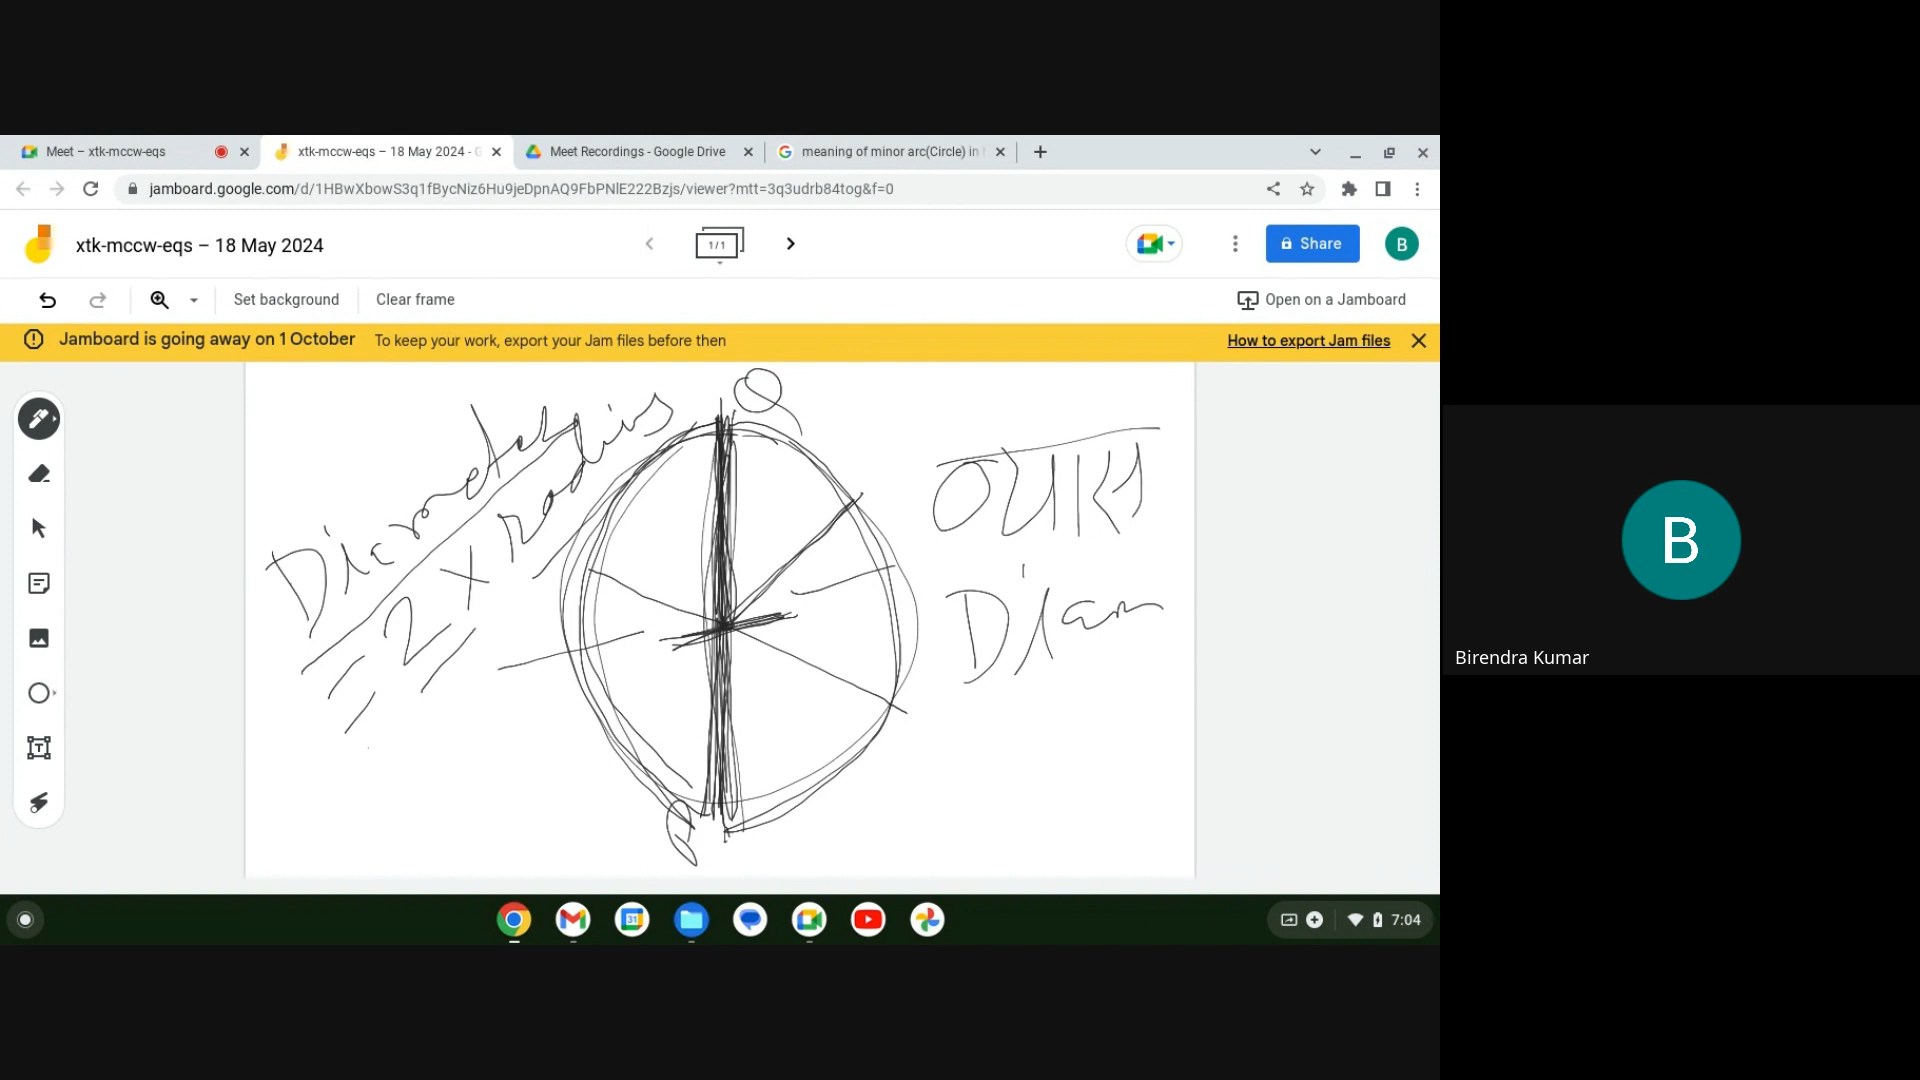 Meet – xtk-mccw-eqs
xtk-mccw-eqs – 18 May 2024 - G
Meet Recordings - Google Drive
meaning of minor arc(Circle) in
jamboard.google.com/d/1HBwXbowS3q1fBycNiz6Hu9jeDpnAQ9FbPNlE222Bzjs/viewer?mtt=3q3udrb84tog&f=0
xtk-mccw-eqs – 18 May 2024
1/1
Share
B
Set background
Clear frame
Open on a Jamboard
Jamboard is going away on 1 October
To keep your work, export your Jam files before then
How to export Jam files
Diameter
= 2 x radius
Q
P
व्यास
Diam
B
Birendra Kumar
31
7:04